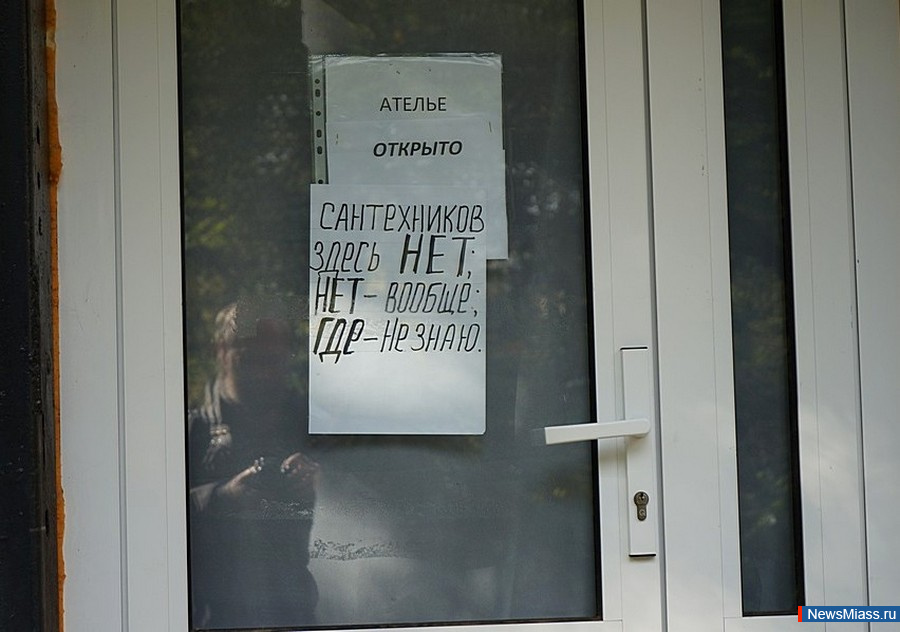 АТЕЛЬЕ
ОТКРЫТО
САНТЕХНИКОВ
ЗДЕСЬ НЕТ;
НЕТ - ВООБЩЕ;
ГДЕ - НЕ ЗНАЮ.
NewsMiass.ru